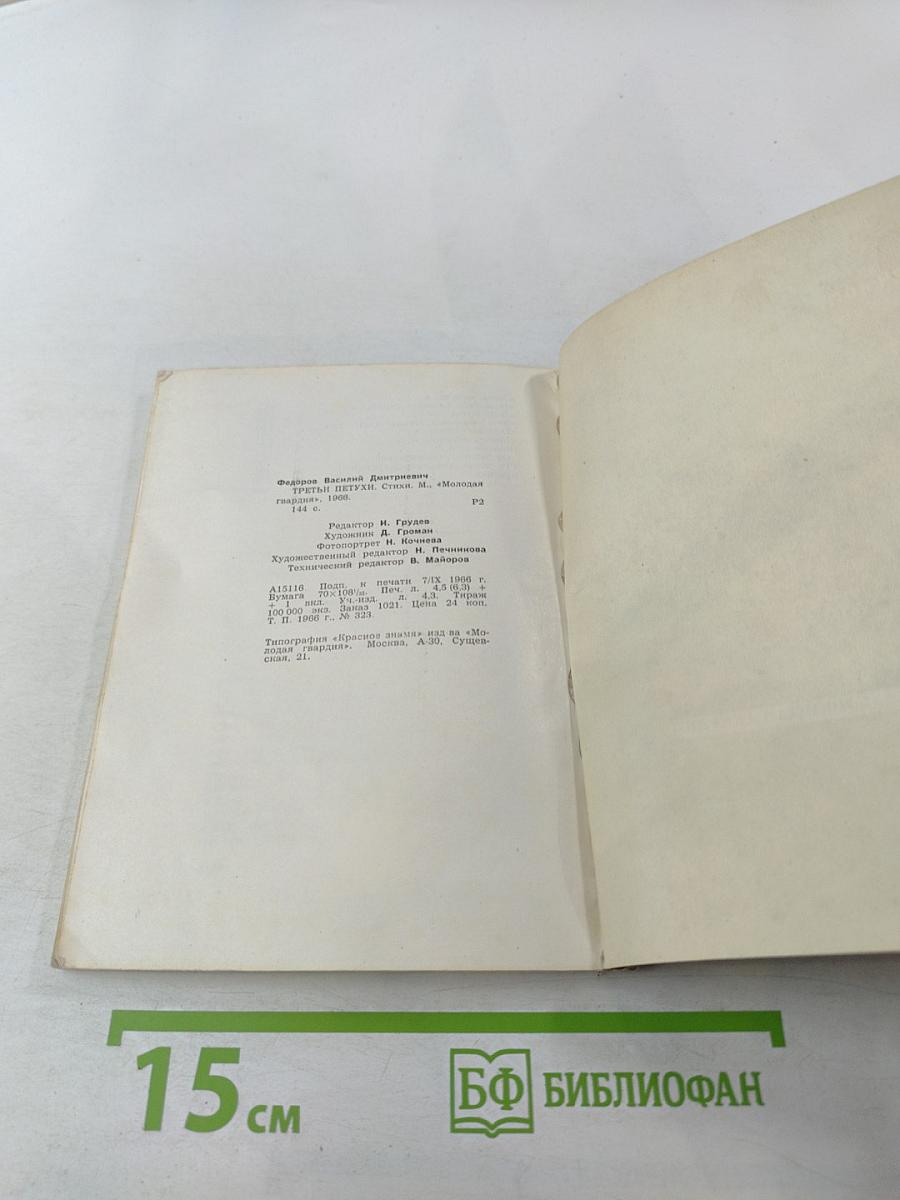 Федоров Василий Дмитриевич
ТРЕТЬИ ПЕТУХИ. Стихи. М., «Молодая
гвардия», 1966.
144 с. Р2
Редактор И. Грудев
Художник Д. Громан
Фотопортрет Н. Кочнева
Художественный редактор Н. Печникова
Технический редактор В. Майоров
А15116. Подп. к печати 7/IX 1966 г.
Бумага 70×108¹/₃₂. Печ. л. 4,5 (6,3) +
+ 1 вкл. Уч.-изд. л. 4,3. Тираж
100 000 экз. Заказ 1021. Цена 24 коп.
Т. П. 1966 г., № 323.
Типография «Красное знамя» изд-ва «Мо-
лодая гвардия». Москва, А-30, Сущев-
ская, 21.
15 см
БФ БИБЛИОФАН